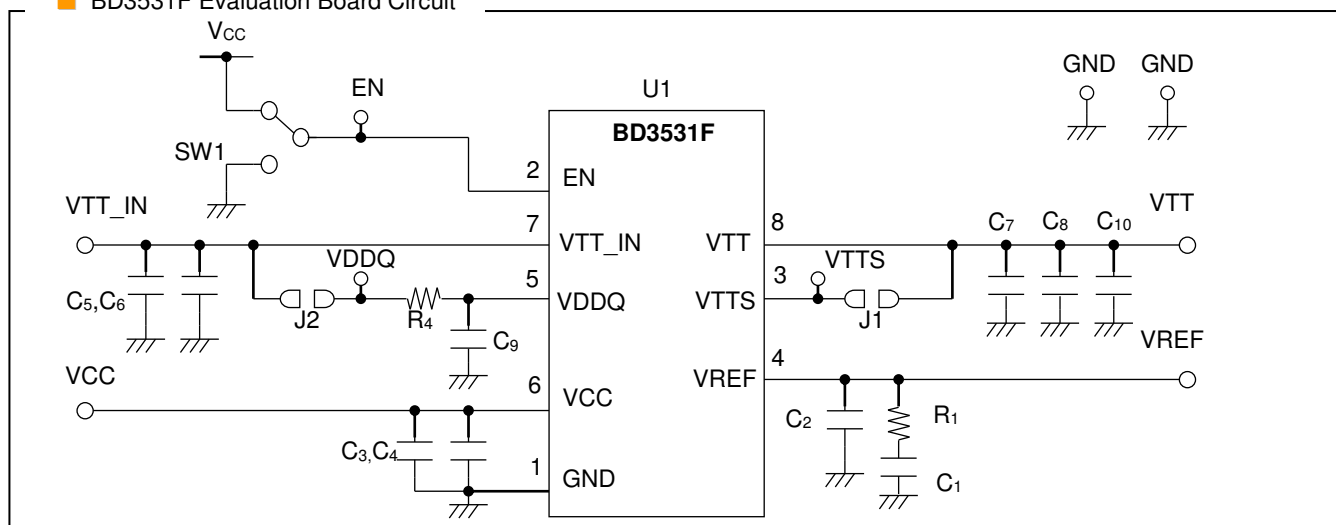 BD3531F Evaluation Board Circuit
VCC
EN
SW1
U1
BD3531F
GND GND
2 EN
VTT_IN
7 VTT_IN
VTT 8
C7 C8 C10
VTT
C5,C6
J2
VDDQ
R4
5 VDDQ
C9
VTTS 3
VTTS
J1
VREF 4
VREF
C2
R1
C1
VCC
6 VCC
C3,C4
1 GND